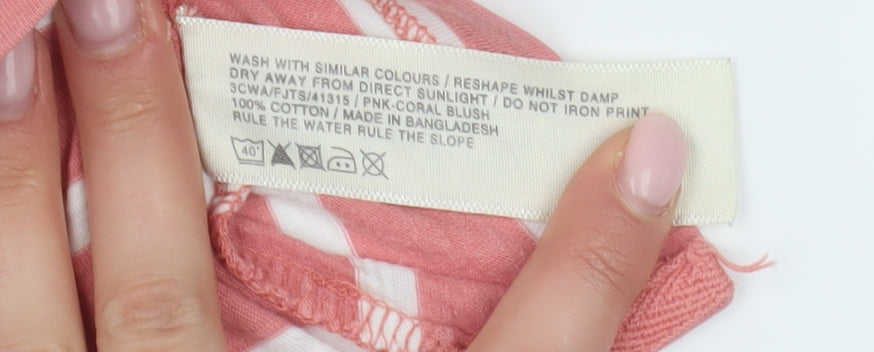 WASH WITH SIMILAR COLOURS / RESHAPE WHILST DAMP
DRY AWAY FROM DIRECT SUNLIGHT / DO NOT IRON PRINT
3CWA/FJTS/41315 / PNK-CORAL BLUSH
100% COTTON / MADE IN BANGLADESH
RULE THE WATER RULE THE SLOPE
40°